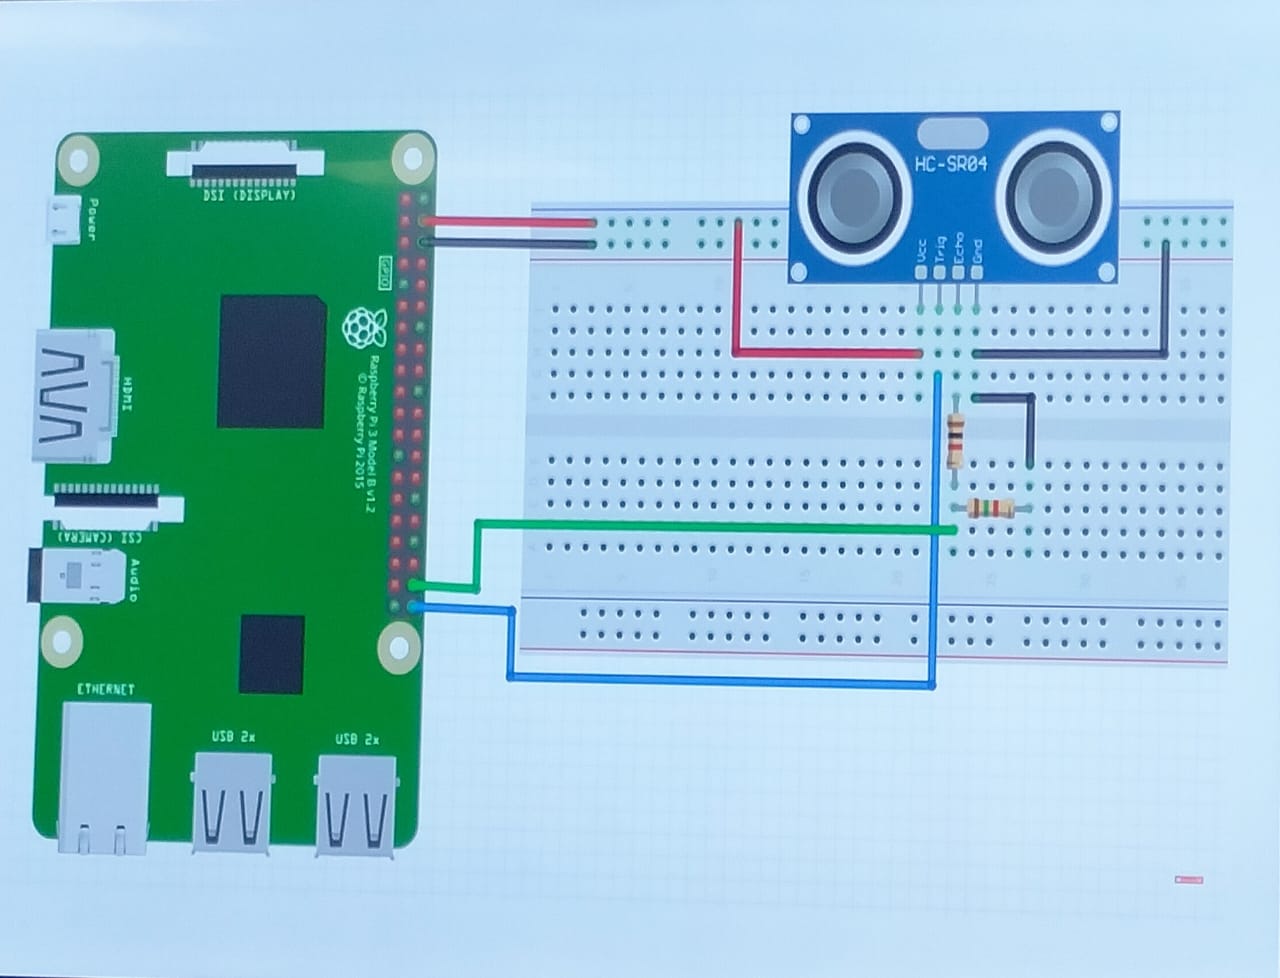 DSI (DISPLAY)
Power
GPIO
HDMI
Raspberry Pi 3 Model B v1.2
© Raspberry Pi 2015
CSI (CAMERA)
Audio
ETHERNET
USB 2x
USB 2x
HC-SR04
Vcc
Trig
Echo
Gnd